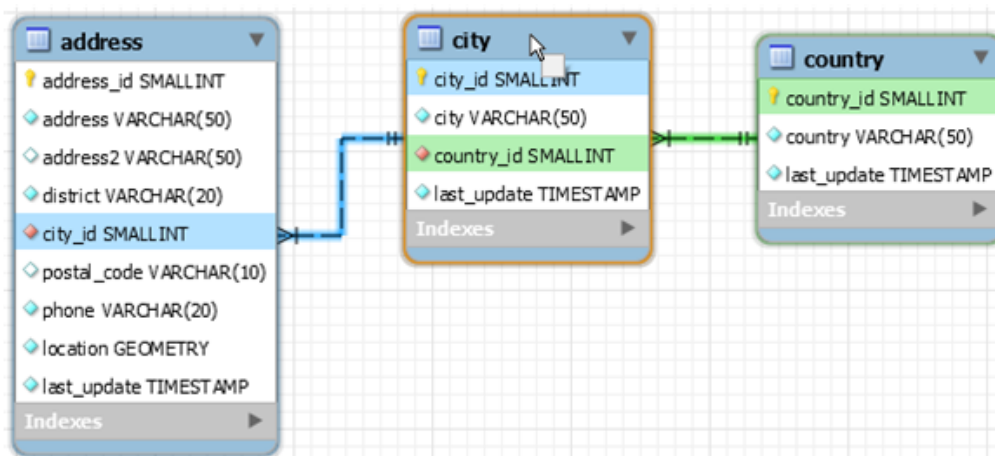 address
address_id SMALLINT
address VARCHAR(50)
address2 VARCHAR(50)
district VARCHAR(20)
city_id SMALLINT
postal_code VARCHAR(10)
phone VARCHAR(20)
location GEOMETRY
last_update TIMESTAMP
Indexes
city
city_id SMALLINT
city VARCHAR(50)
country_id SMALLINT
last_update TIMESTAMP
Indexes
country
country_id SMALLINT
country VARCHAR(50)
last_update TIMESTAMP
Indexes